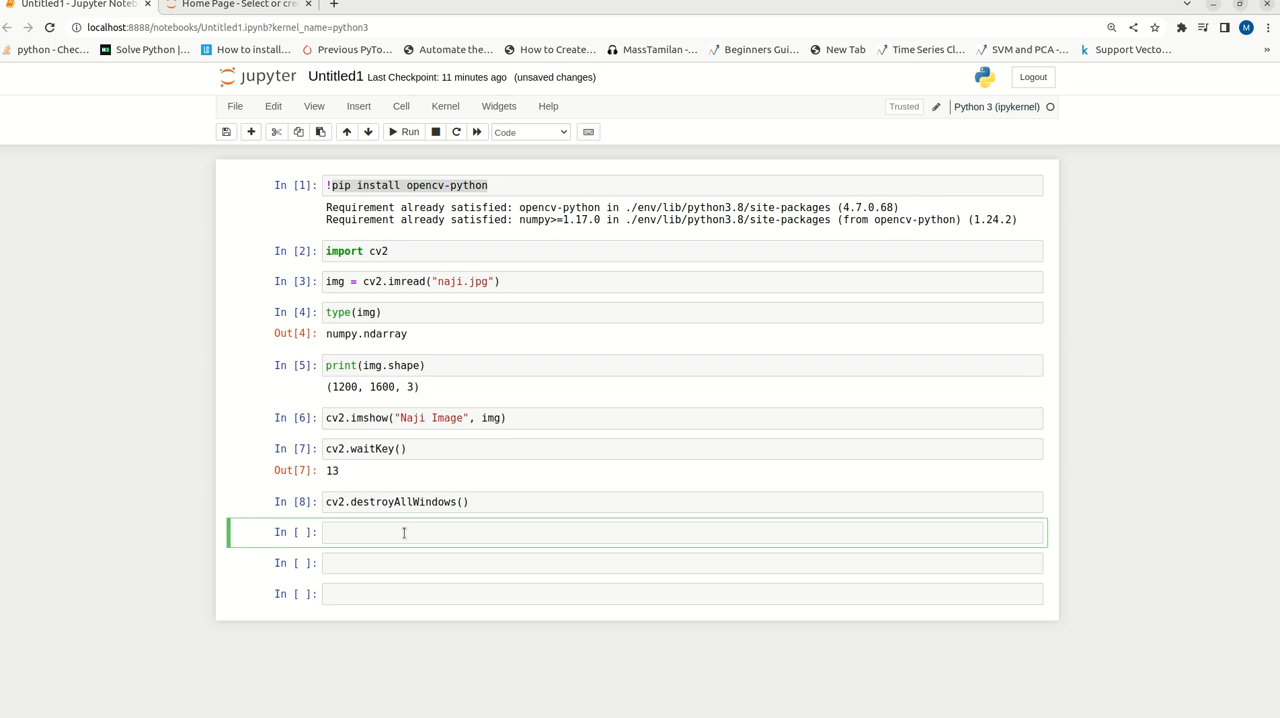 Untitled1 - Jupyter Noteb
Home Page - Select or cre
localhost:8888/notebooks/Untitled1.ipynb?kernel_name=python3
M
python - Chec...
Solve Python |...
How to install...
Previous PyTo...
Automate the...
How to Create...
MassTamilan -...
Beginners Gui...
New Tab
Time Series Cl...
SVM and PCA -...
Support Vecto...
»
jupyter Untitled1 Last Checkpoint: 11 minutes ago (unsaved changes)
Logout
File Edit View Insert Cell Kernel Widgets Help
Trusted
Python 3 (ipykernel)
Run
Code
In [1]: !pip install opencv-python
Requirement already satisfied: opencv-python in ./env/lib/python3.8/site-packages (4.7.0.68)
Requirement already satisfied: numpy>=1.17.0 in ./env/lib/python3.8/site-packages (from opencv-python) (1.24.2)
In [2]: import cv2
In [3]: img = cv2.imread("naji.jpg")
In [4]: type(img)
Out[4]: numpy.ndarray
In [5]: print(img.shape)
(1200, 1600, 3)
In [6]: cv2.imshow("Naji Image", img)
In [7]: cv2.waitKey()
Out[7]: 13
In [8]: cv2.destroyAllWindows()
In [ ]:
In [ ]:
In [ ]: